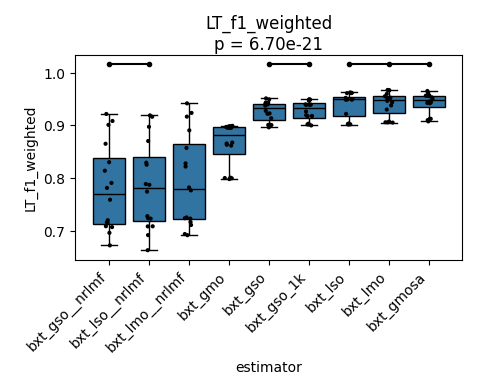 LT_f1_weighted
p = 6.70e-21
LT_f1_weighted
1.0
0.9
0.8
0.7
bxt_gso__nrlmf
bxt_lso__nrlmf
bxt_lmo__nrlmf
bxt_gmo
bxt_gso
bxt_gso_1k
bxt_lso
bxt_lmo
bxt_gmosa
estimator